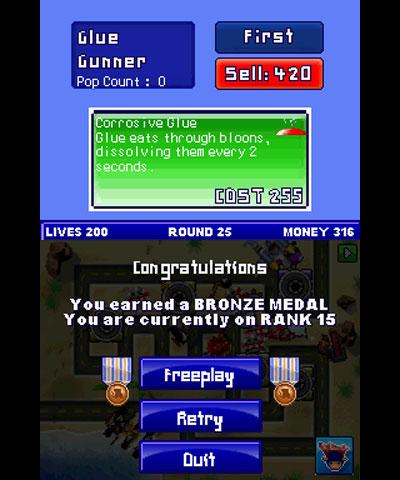 Glue
Gunner
Pop Count : 0
First
Sell: 420
Corrosive Glue
Glue eats through bloons,
dissolving them every 2
seconds.
COST 255
LIVES 200 ROUND 25 MONEY 316
Congratulations
You earned a BRONZE MEDAL
You are currently on RANK 15
Freeplay
Retry
Quit